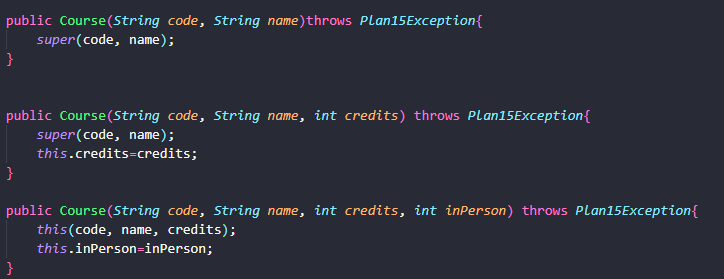 public Course(String code, String name)throws Plan15Exception{
super(code, name);
}
public Course(String code, String name, int credits) throws Plan15Exception{
super(code, name);
this.credits=credits;
}
public Course(String code, String name, int credits, int inPerson) throws Plan15Exception{
this(code, name, credits);
this.inPerson=inPerson;
}